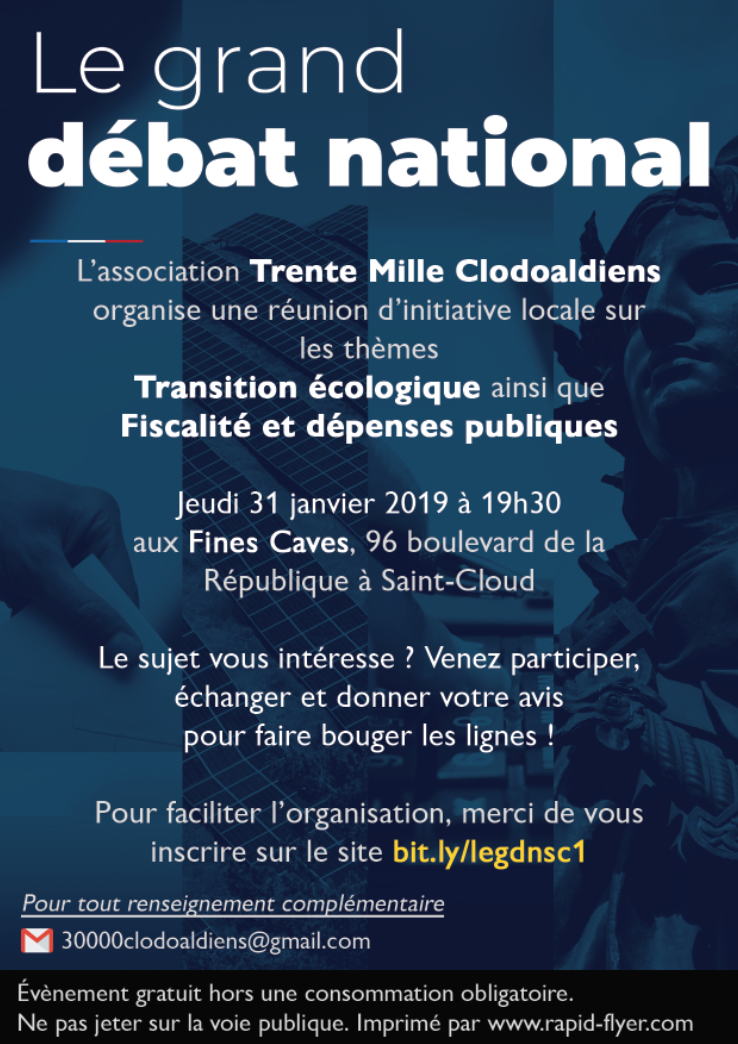 Le grand
débat national
L’association Trente Mille Clodoaldiens
organise une réunion d’initiative locale sur
les thèmes
Transition écologique ainsi que
Fiscalité et dépenses publiques
Jeudi 31 janvier 2019 à 19h30
aux Fines Caves, 96 boulevard de la
République à Saint-Cloud
Le sujet vous intéresse ? Venez participer,
échanger et donner votre avis
pour faire bouger les lignes !
Pour faciliter l’organisation, merci de vous
inscrire sur le site bit.ly/legdnsc1
Pour tout renseignement complémentaire
30000clodoaldiens@gmail.com
Évènement gratuit hors une consommation obligatoire.
Ne pas jeter sur la voie publique. Imprimé par www.rapid-flyer.com